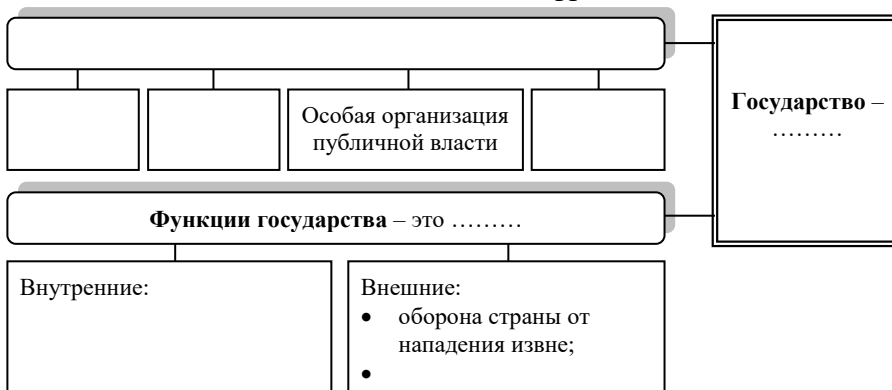 Особая организация
публичной власти
Государство –
………
Функции государства – это ………
Внутренние:
Внешние:
• оборона страны от
нападения извне;
•